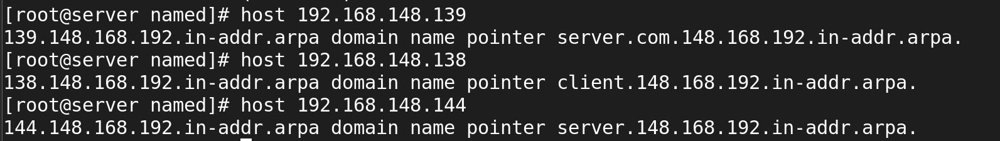 [root@server named]# host 192.168.148.139
139.148.168.192.in-addr.arpa domain name pointer server.com.148.168.192.in-addr.arpa.
[root@server named]# host 192.168.148.138
138.148.168.192.in-addr.arpa domain name pointer client.148.168.192.in-addr.arpa.
[root@server named]# host 192.168.148.144
144.148.168.192.in-addr.arpa domain name pointer server.148.168.192.in-addr.arpa.